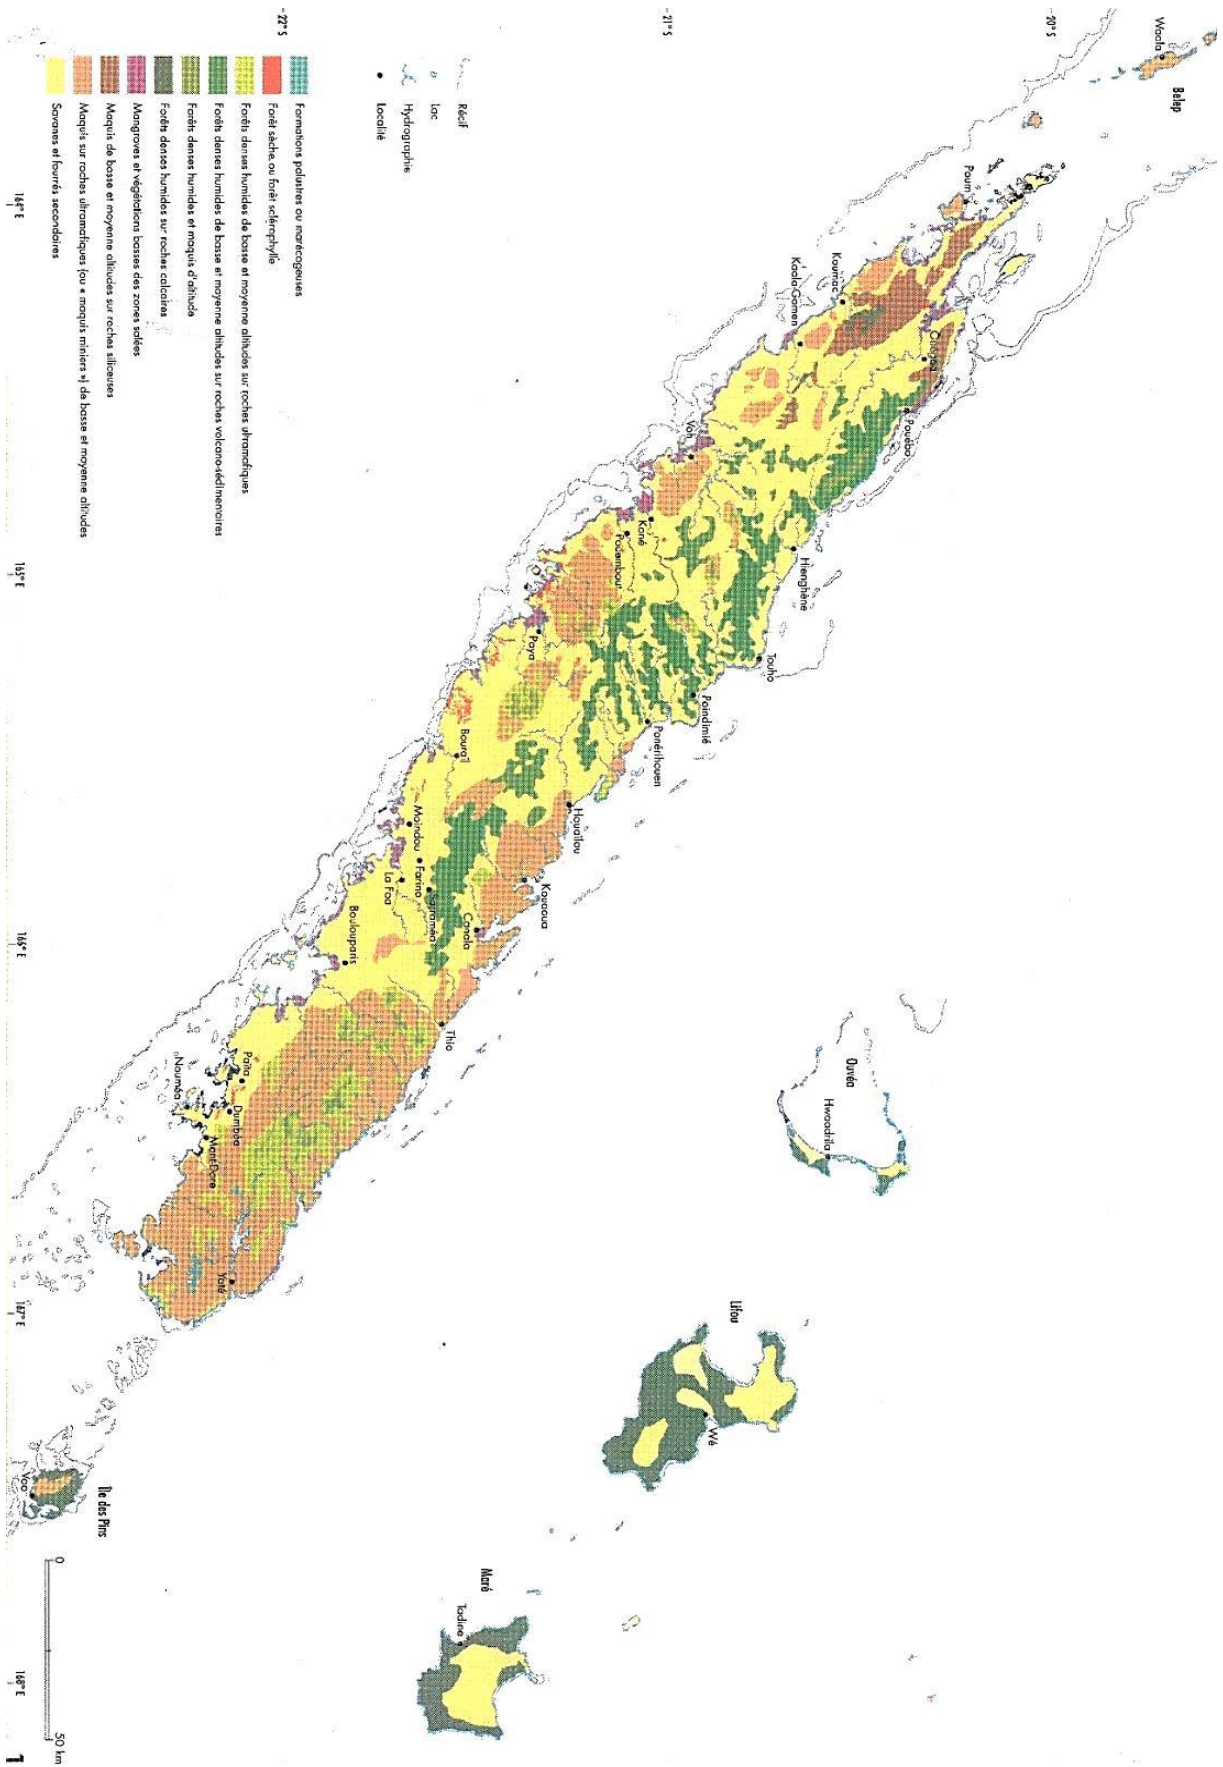 Waala
Belep
Poum
Koumac
Kaala-Gomen
Ouégoa
Pouébo
Voh
Koné
Hienghène
Pouembout
Touho
Poya
Poindimié
Ponérihouen
Bouraïl
Houaïlou
Moindou
Farino
Sarraméa
La Foa
Kouaoua
Canala
Boulouparis
Thio
Païta
Nouméa
Dumbéa
Mont-Dore
Yaté
Ouvéa
Hwaadrila
Lifou
Wé
Maré
Tadine
Île des Pins
Vao
20° S
21° S
22° S
164° E
165° E
166° E
167° E
168° E
Récif
Lac
Hydrographie
Localité
Formations palustres ou marécageuses
Forêt sèche ou forêt sclérophylle
Forêts denses humides de basse et moyenne altitudes sur roches ultramafiques
Forêts denses humides de basse et moyenne altitudes sur roches volcano-sédimentaires
Forêts denses humides et maquis d'altitude
Forêts denses humides sur roches calcaires
Mangroves et végétations basses des zones salées
Maquis de basse et moyenne altitudes sur roches siliceuses
Maquis sur roches ultramafiques (ou « maquis miniers ») de basse et moyenne altitudes
Savanes et fourrés secondaires
0
50 km
1